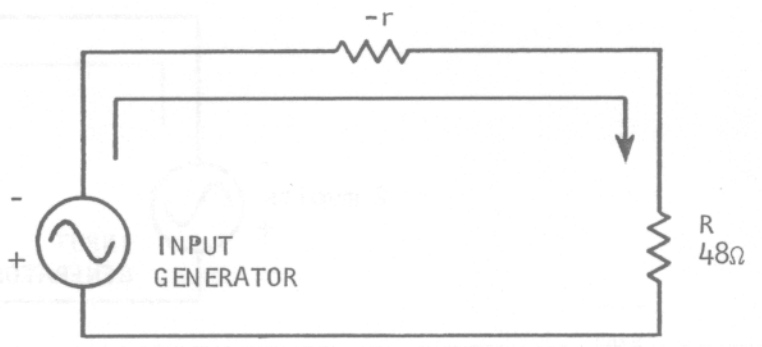 -r
-
+
INPUT
GENERATOR
R
48Ω